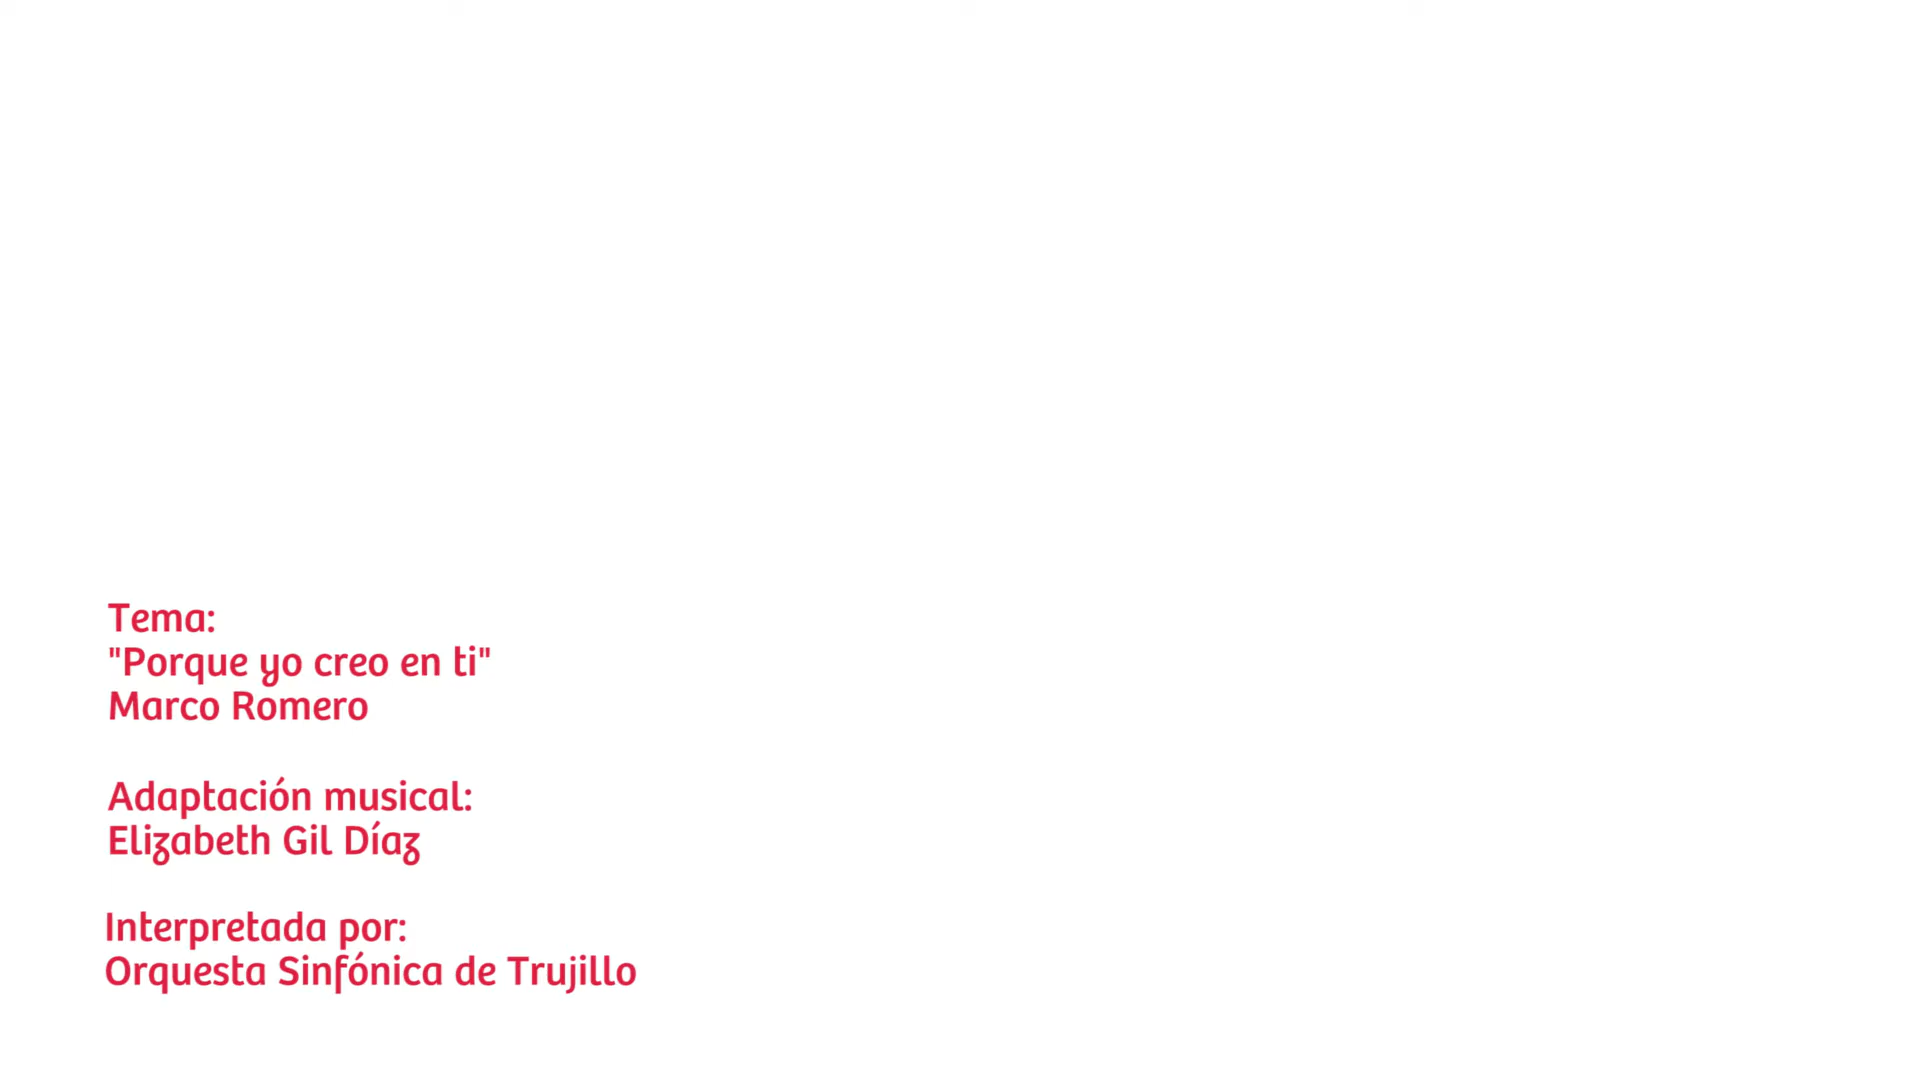 Tema:
"Porque yo creo en ti"
Marco Romero
Adaptación musical:
Elizabeth Gil Díaz
Interpretada por:
Orquesta Sinfónica de Trujillo